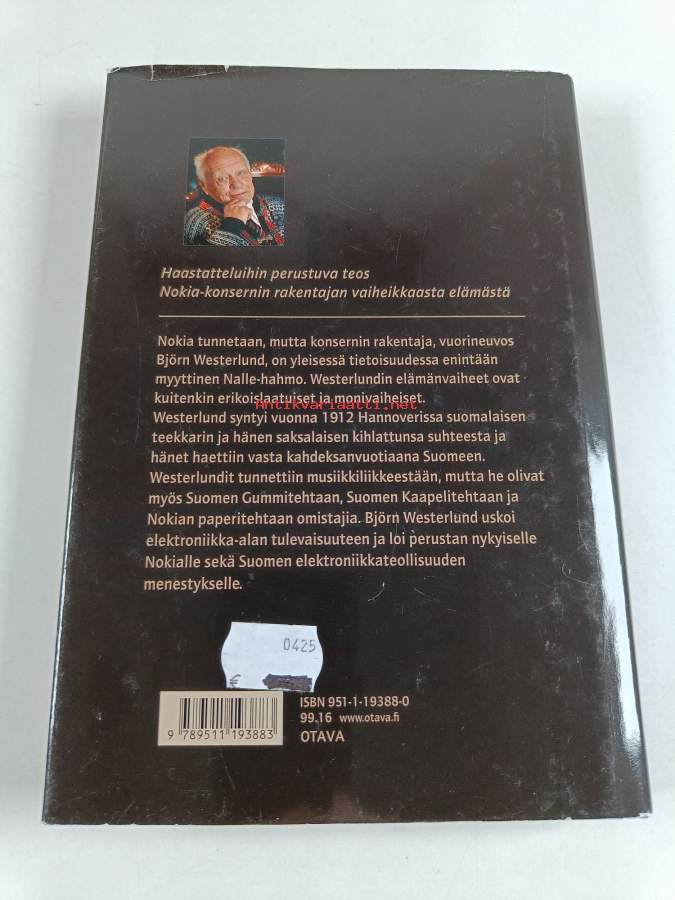 Haastatteluihin perustuva teos
Nokia-konsernin rakentajan vaiheikkaasta elämästä
Nokia tunnetaan, mutta konsernin rakentaja, vuorineuvos
Björn Westerlund, on yleisessä tietoisuudessa enintään
myyttinen Nalle-hahmo. Westerlundin elämänvaiheet ovat
kuitenkin erikoislaatuiset ja monivaiheiset.
Antikvariaatti.net
Westerlund syntyi vuonna 1912 Hannoverissa suomalaisen
teekkarin ja hänen saksalaisen kihlattunsa suhteesta ja
hänet haettiin vasta kahdeksanvuotiaana Suomeen.
Westerlundit tunnettiin musiikkiliikkeestään, mutta he olivat
myös Suomen Gummitehtaan, Suomen Kaapelitehtaan ja
Nokian paperitehtaan omistajia. Björn Westerlund uskoi
elektroniikka-alan tulevaisuuteen ja loi perustan nykyiselle
Nokialle sekä Suomen elektroniikkateollisuuden
menestykselle.
0425
€
ISBN 951-1-19388-0
99.16 www.otava.fi
OTAVA
9 789511 193883